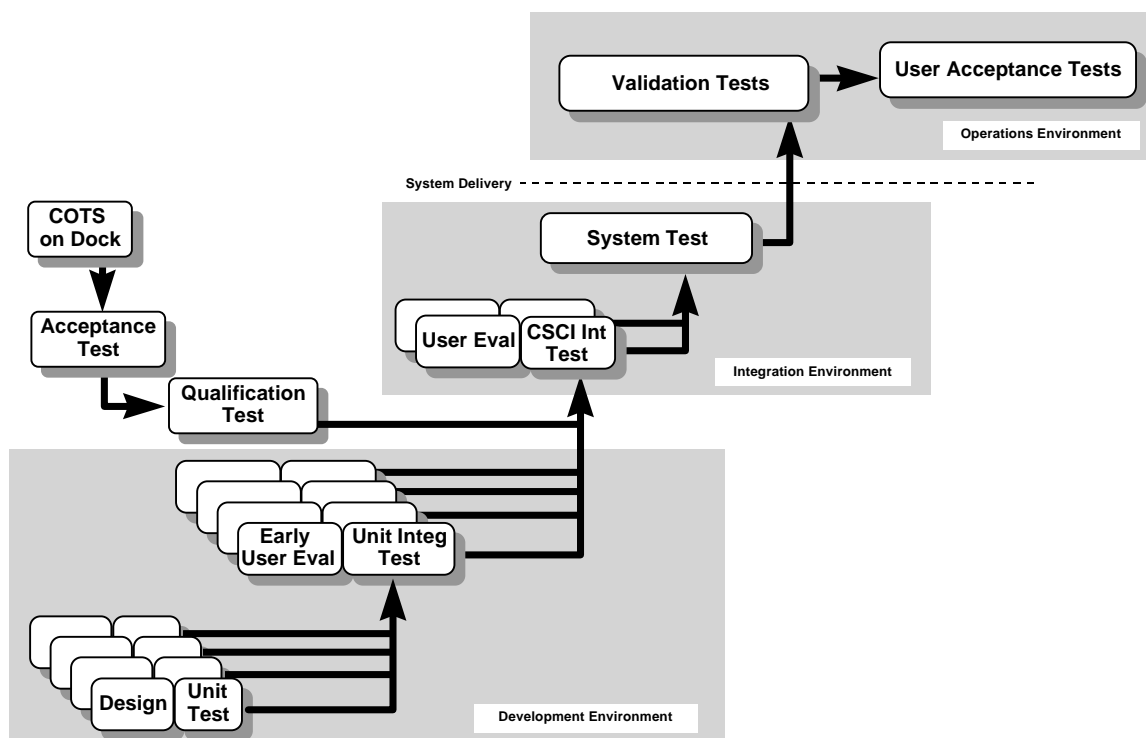 Validation Tests
User Acceptance Tests
Operations Environment
System Delivery
COTS
on Dock
System Test
Acceptance
Test
User Eval
CSCI Int
Test
Integration Environment
Qualification
Test
Early
User Eval
Unit Integ
Test
Design
Unit
Test
Development Environment